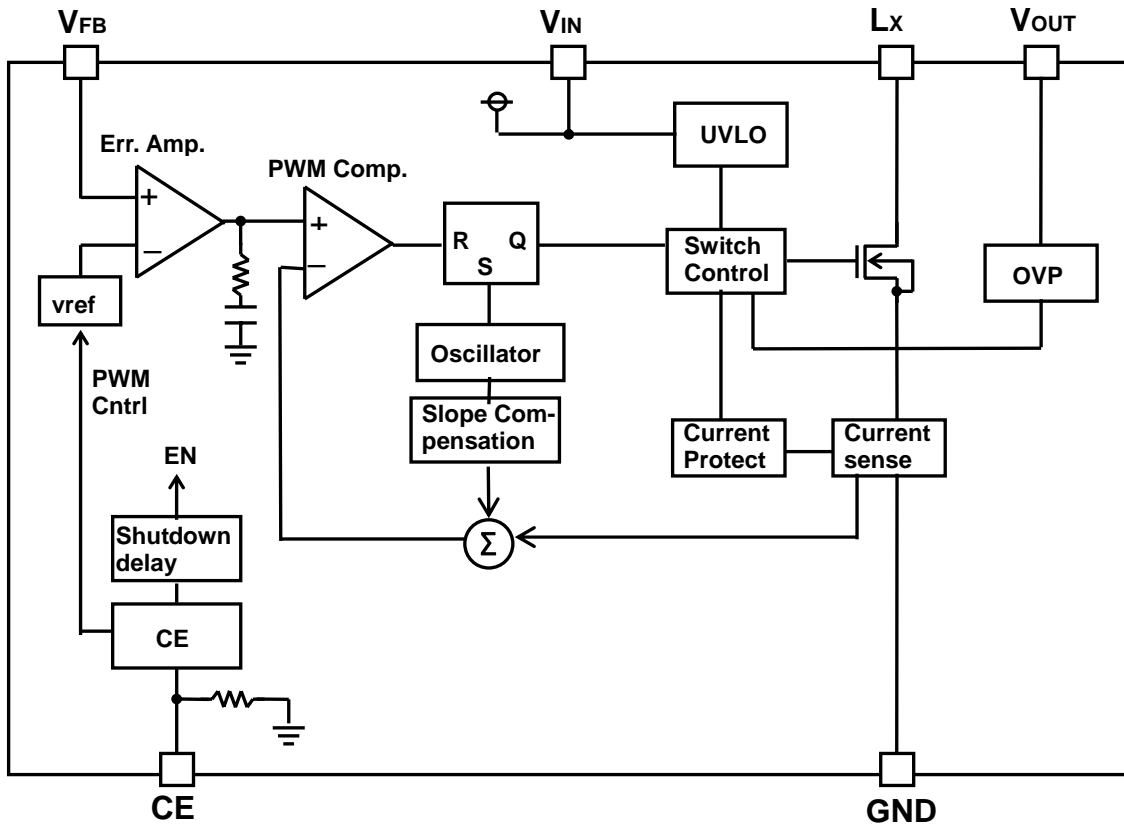 VFB
VIN
LX
VOUT
UVLO
Err. Amp.
PWM Comp.
+
−
+
−
R
Q
S
Switch
Control
OVP
vref
Oscillator
PWM
Cntrl
Slope Com-
pensation
Current
Protect
Current
sense
EN
Shutdown
delay
Σ
CE
CE
GND